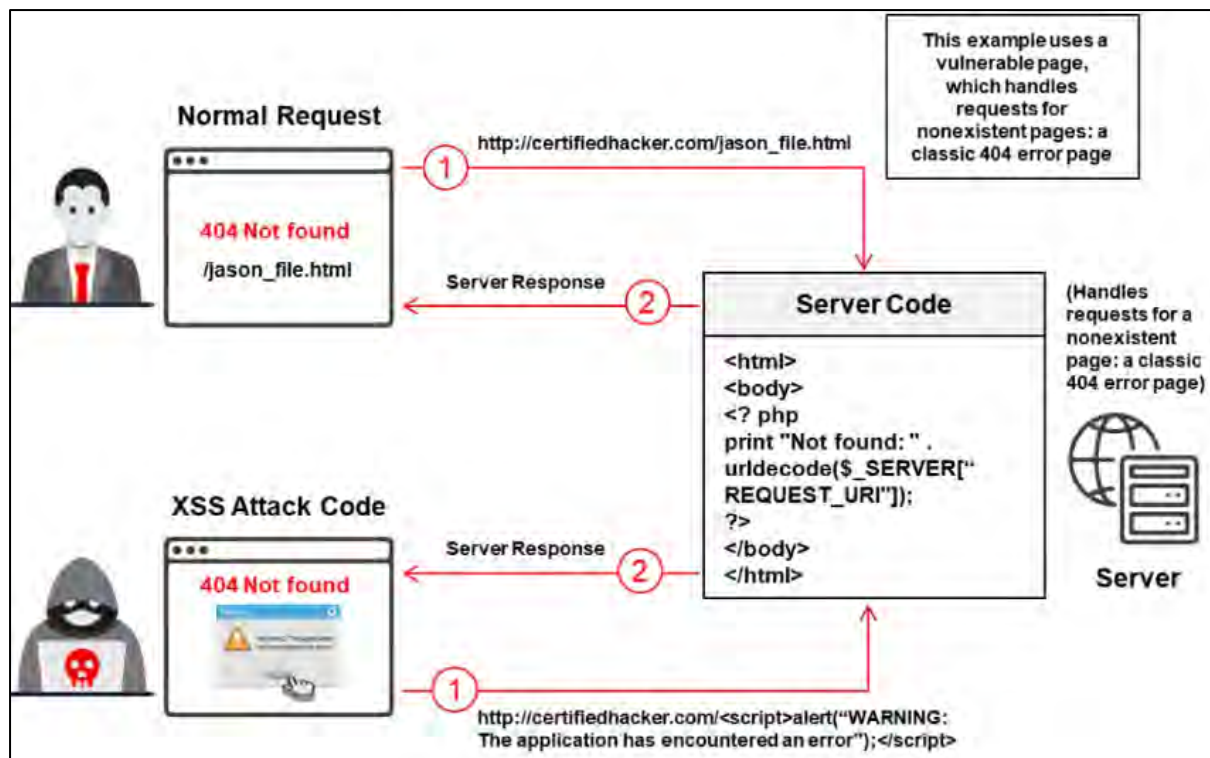 This example uses a
vulnerable page,
which handles
requests for
nonexistent pages: a
classic 404 error page
Normal Request
1
http://certifiedhacker.com/jason_file.html
404 Not found
/jason_file.html
Server Response
2
Server Code
<html>
<body>
<? php
print "Not found: " .
urldecode($_SERVER["
REQUEST_URI"]);
?>
</body>
</html>
(Handles
requests for a
nonexistent
page: a classic
404 error page)
Server
XSS Attack Code
404 Not found
Server Response
2
1
http://certifiedhacker.com/<script>alert("WARNING:
The application has encountered an error");</script>